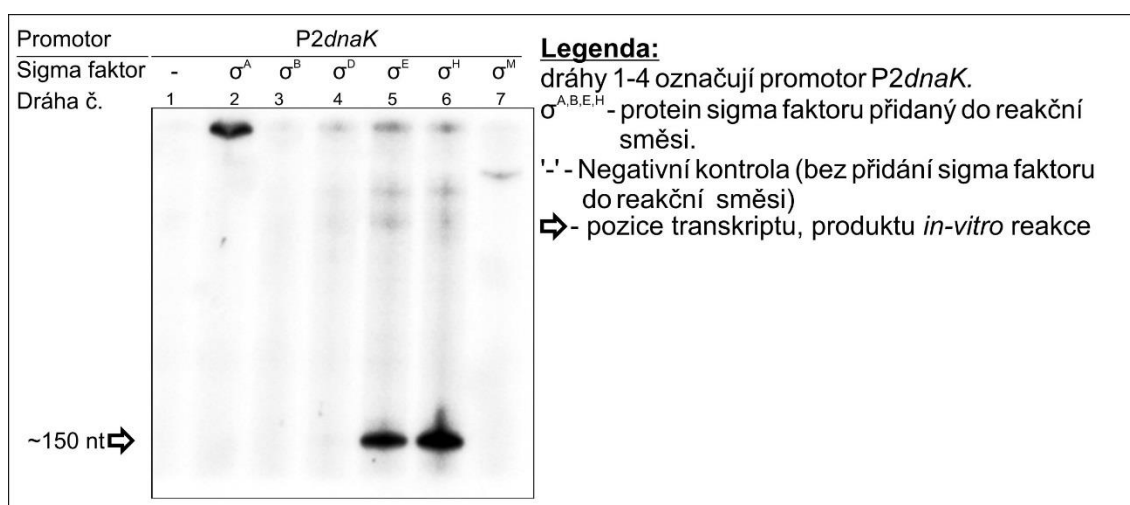 Promotor P2dnaK
Sigma faktor - σᴬ σᴮ σᴰ σᴱ σᴴ σᴹ
Dráha č. 1 2 3 4 5 6 7
~150 nt
Legenda:
dráhy 1-4 označují promotor P2dnaK.
σᴬ,ᴮ,ᴱ,ᴴ - protein sigma faktoru přidaný do reakční
směsi.
'-' - Negativní kontrola (bez přidání sigma faktoru
do reakční směsi)
- pozice transkriptu, produktu in-vitro reakce